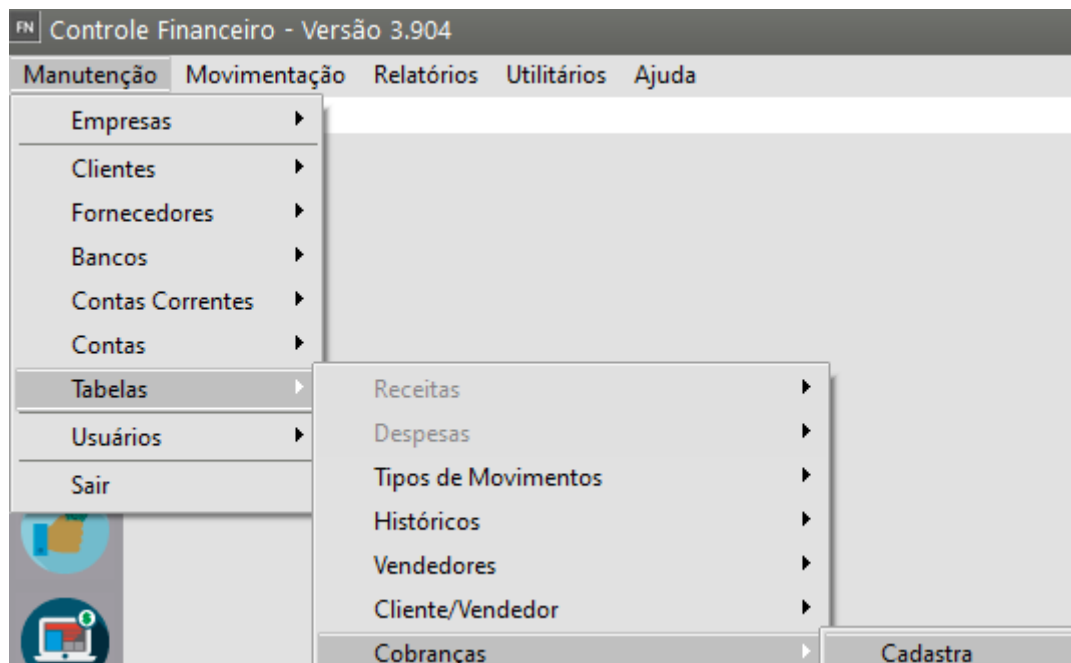 FN Controle Financeiro - Versão 3.904
Manutenção Movimentação Relatórios Utilitários Ajuda
Empresas
Clientes
Fornecedores
Bancos
Contas Correntes
Contas
Tabelas
Usuários
Sair
Receitas
Despesas
Tipos de Movimentos
Históricos
Vendedores
Cliente/Vendedor
Cobranças
Cadastra